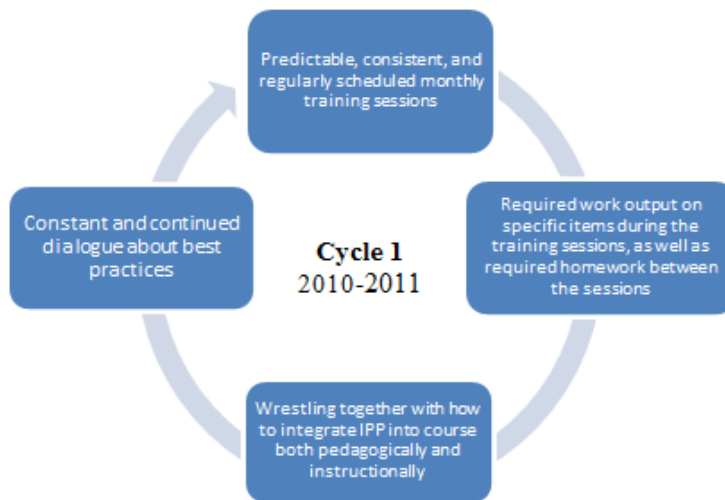 Predictable, consistent, and
regularly scheduled monthly
training sessions
Required work output on
specific items during the
training sessions, as well as
required homework between
the sessions
Wrestling together with how
to integrate IPP into course
both pedagogically and
instructionally
Constant and continued
dialogue about best
practices
Cycle 1
2010-2011